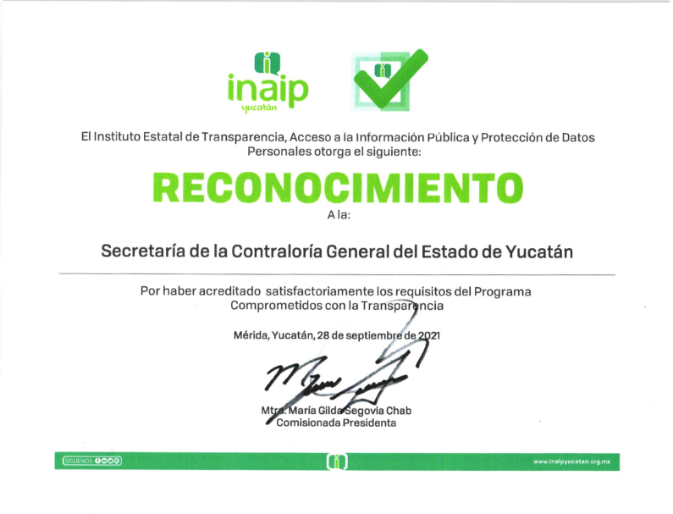 inaip
yucatán
El Instituto Estatal de Transparencia, Acceso a la Información Pública y Protección de Datos
Personales otorga el siguiente:
RECONOCIMIENTO
A la:
Secretaría de la Contraloría General del Estado de Yucatán
Por haber acreditado satisfactoriamente los requisitos del Programa
Comprometidos con la Transparencia
Mérida, Yucatán, 28 de septiembre de 2021
Mtra. María Gilda Segovia Chab
Comisionada Presidenta
SÍGUENOS
www.inaipyucatan.org.mx